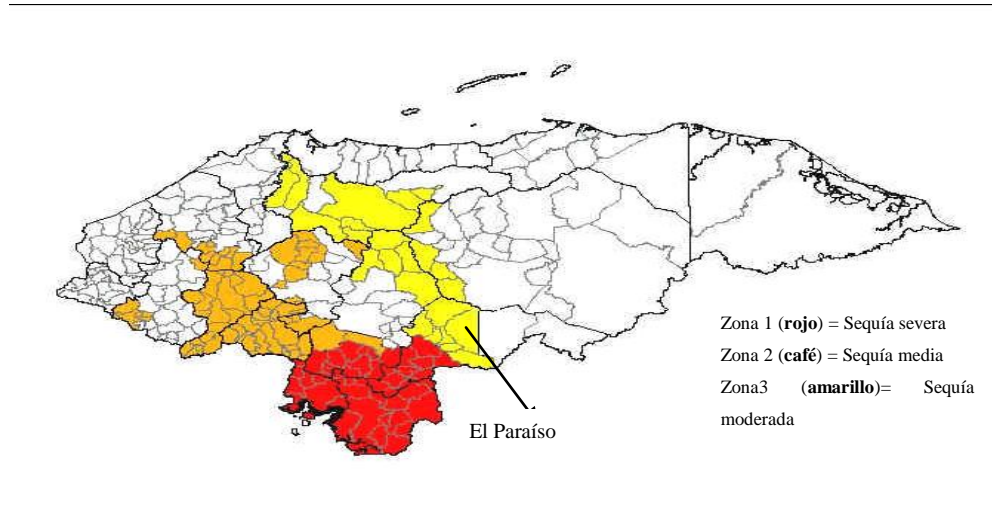 Zona 1 (rojo) = Sequía severa
Zona 2 (café) = Sequía media
Zona3 (amarillo)= Sequía
moderada
El Paraíso